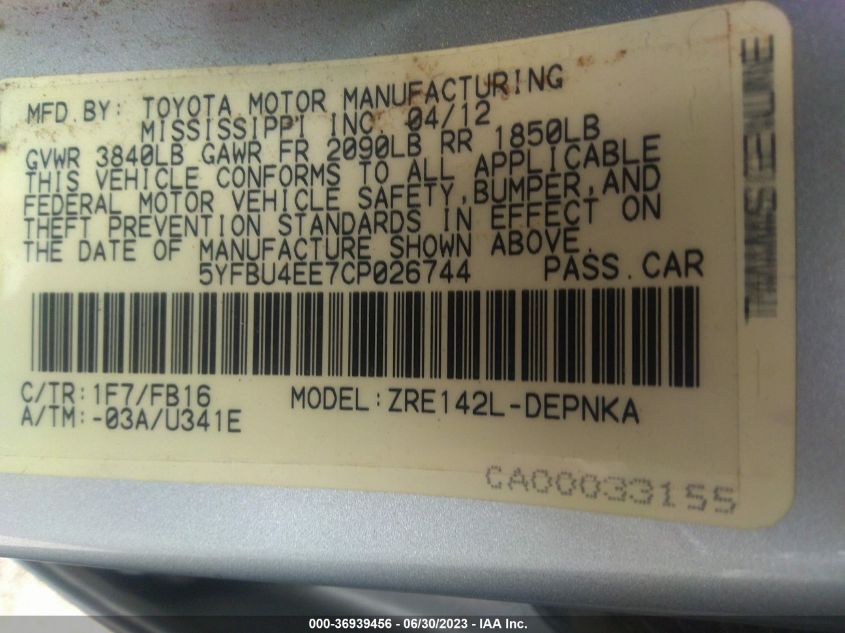 MFD. BY: TOYOTA MOTOR MANUFACTURING
MISSISSIPPI INC. 04/12
GVWR 3840LB GAWR FR 2090LB RR 1850LB
THIS VEHICLE CONFORMS TO ALL APPLICABLE
FEDERAL MOTOR VEHICLE SAFETY,BUMPER,AND
THEFT PREVENTION STANDARDS IN EFFECT ON
THE DATE OF MANUFACTURE SHOWN ABOVE.
5YFBU4EE7CP026744 PASS.CAR
C/TR:1F7/FB16 MODEL:ZRE142L-DEPNKA
A/TM:-03A/U341E
CA00033155
000-36939456 - 06/30/2023 - IAA Inc.